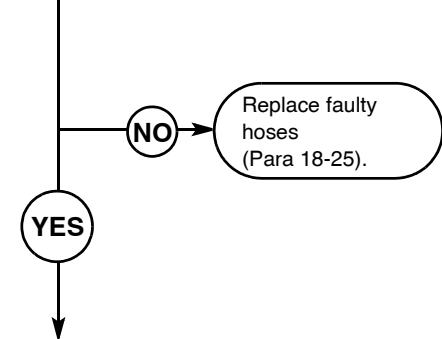 Replace faulty
hoses
(Para 18-25).
NO
YES